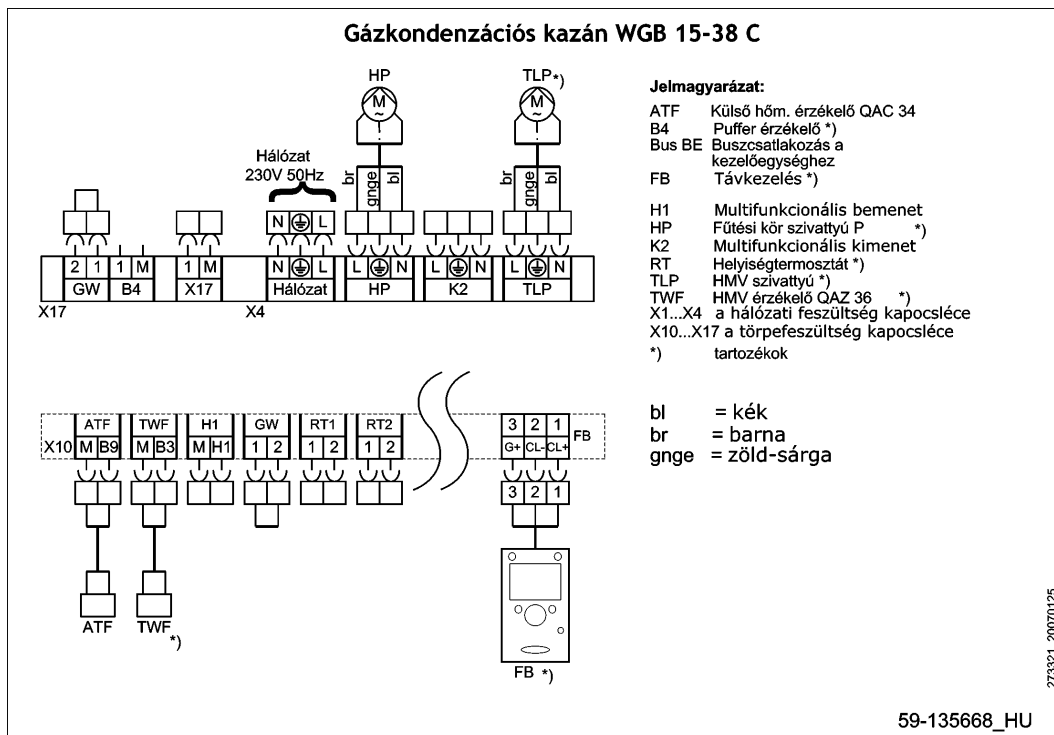 Gázkondenzációs kazán WGB 15-38 C
HP
TLP*)
M
~
M
~
Hálózat
230V 50Hz
br
gnge
bl
br
gnge
bl
N L
2 1
1 M
1 M
N L
L N
L N
L N
GW
B4
X17
Hálózat
HP
K2
TLP
X17
X4
Jelmagyarázat:
ATF Külső hőm. érzékelő QAC 34
B4 Puffer érzékelő *)
Bus BE Buszcsatlakozás a
kezelőegységhez
FB Távkezelés *)
H1 Multifunkcionális bemenet
HP Fűtési kör szivattyú P *)
K2 Multifunkcionális kimenet
RT Helyiségtermosztát *)
TLP HMV szivattyú *)
TWF HMV érzékelő QAZ 36 *)
X1...X4 a hálózati feszültség kapocsléce
X10...X17 a törpefeszültség kapocsléce
*) tartozékok
bl = kék
br = barna
gnge = zöld-sárga
ATF
TWF
H1
GW
RT1
RT2
3 2 1
FB
X10
M B9
M B3
M H1
1 2
1 2
1 2
G+ CL- CL+
3 2 1
ATF
TWF
*)
FB *)
273321_20070125
59-135668_HU